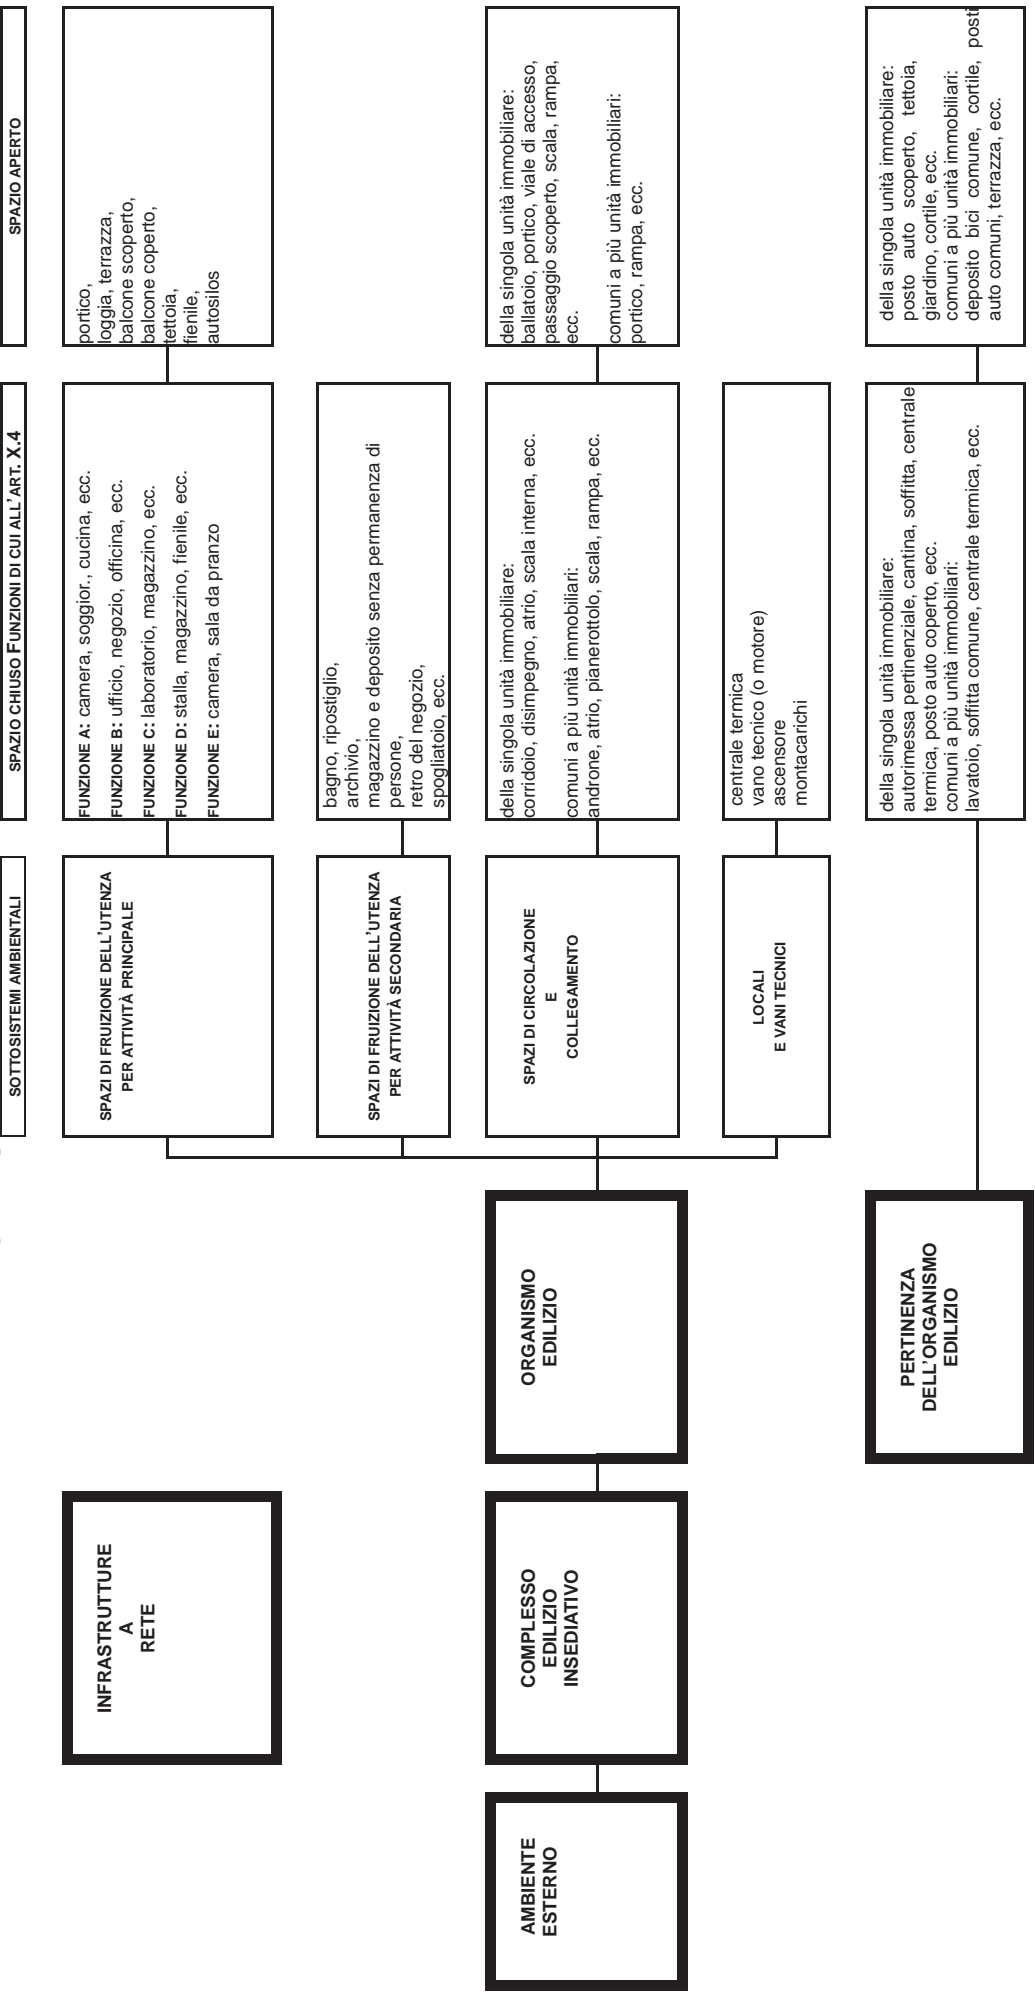 SOTTOSISTEMI AMBIENTALI
SPAZIO CHIUSO FUNZIONI DI CUI ALL'ART. X.4
SPAZIO APERTO
INFRASTRUTTURE
A
RETE
SPAZI DI FRUIZIONE DELL'UTENZA
PER ATTIVITÀ PRINCIPALE
FUNZIONE A: camera, soggior., cucina, ecc.
FUNZIONE B: ufficio, negozio, officina, ecc.
FUNZIONE C: laboratorio, magazzino, ecc.
FUNZIONE D: stalla, magazzino, fienile, ecc.
FUNZIONE E: camera, sala da pranzo
portico,
loggia, terrazza,
balcone scoperto,
balcone coperto,
tettoia,
fienile,
autosilos
SPAZI DI FRUIZIONE DELL'UTENZA
PER ATTIVITÀ SECONDARIA
bagno, ripostiglio,
archivio,
magazzino e deposito senza permanenza di
persone,
retro del negozio,
spogliatoio, ecc.
AMBIENTE
ESTERNO
COMPLESSO
EDILIZIO
INSEDIATIVO
ORGANISMO
EDILIZIO
SPAZI DI CIRCOLAZIONE
E
COLLEGAMENTO
della singola unità immobiliare:
corridoio, disimpegno, atrio, scala interna, ecc.
comuni a più unità immobiliari:
androne, atrio, pianerottolo, scala, rampa, ecc.
della singola unità immobiliare:
ballatoio, portico, viale di accesso,
passaggio scoperto, scala, rampa,
ecc.
comuni a più unità immobiliari:
portico, rampa, ecc.
LOCALI
E VANI TECNICI
centrale termica
vano tecnico (o motore)
ascensore
montacarichi
PERTINENZA
DELL'ORGANISMO
EDILIZIO
della singola unità immobiliare:
autorimessa pertinenziale, cantina, soffitta, centrale
termica, posto auto coperto, ecc.
comuni a più unità immobiliari:
lavatoio, soffitta comune, centrale termica, ecc.
della singola unità immobiliare:
posto auto scoperto, tettoia,
giardino, cortile, ecc.
comuni a più unità immobiliari:
deposito bici comune, cortile, posti
auto comuni, terrazza, ecc.